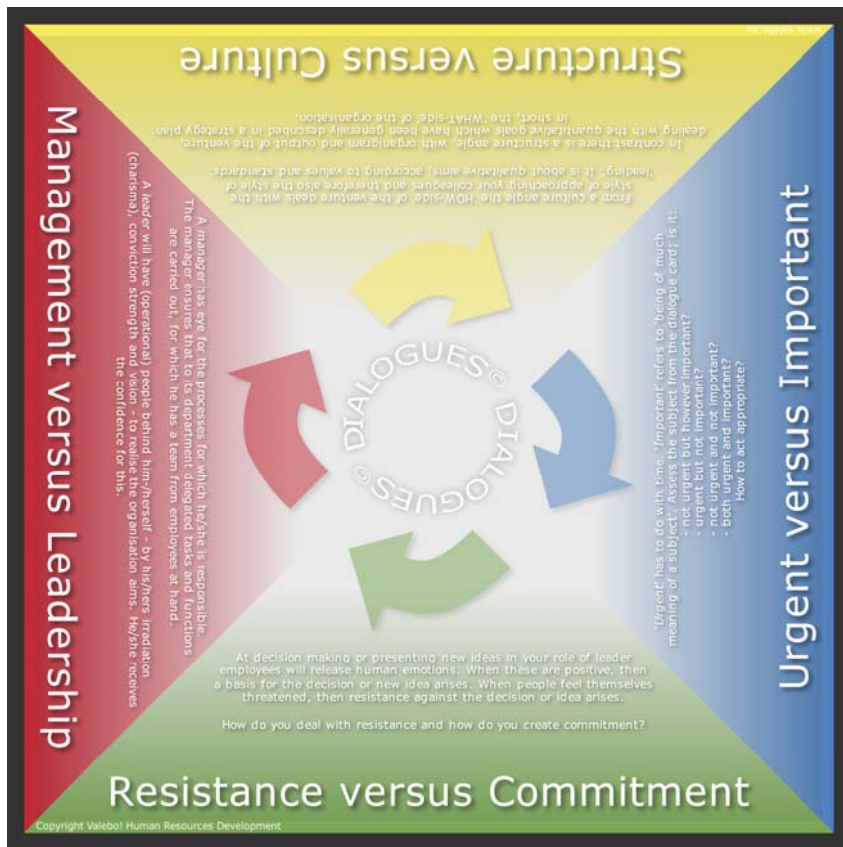 www.valebo.nu
Structure versus Culture
From a culture angle the 'HOW-side' of the venture deals with the
style of approaching your colleagues and therefore also the style of
'leading'. It is about qualitative aims, according to values and standards.
In contrast there is a structure angle, with organigram and output of the venture,
dealing with the quantitative goals which have been generally described in a strategy plan:
in short, the 'WHAT-side' of the organisation.
Management versus Leadership
A manager has eye for the processes for which he/she is responsible.
The manager ensures that to its department delegated tasks and functions
are carried out, for which he has a team from employees at hand.
A leader will have (operational) people behind him-/herself - by his/hers irradiation
(charisma), conviction strength and vision - to realise the organisation aims. He/she receives
the confidence for this.
DIALOGUES© DIALOGUES©
Urgent versus Important
'Urgent' has to do with time. 'Important' refers to 'being of much
meaning of a subject'. Assess the subject from the dialogue card; is it:
- not urgent but however important?
- urgent but not important?
- not urgent and not important?
- both urgent and important?
How to act appropriate?
At decision making or presenting new ideas in your role of leader
employees will release human emotions. When these are positive, then
a basis for the decision or new idea arises. When people feel themselves
threatened, then resistance against the decision or idea arises.
How do you deal with resistance and how do you create commitment?
Resistance versus Commitment
Copyright Valebo! Human Resources Development